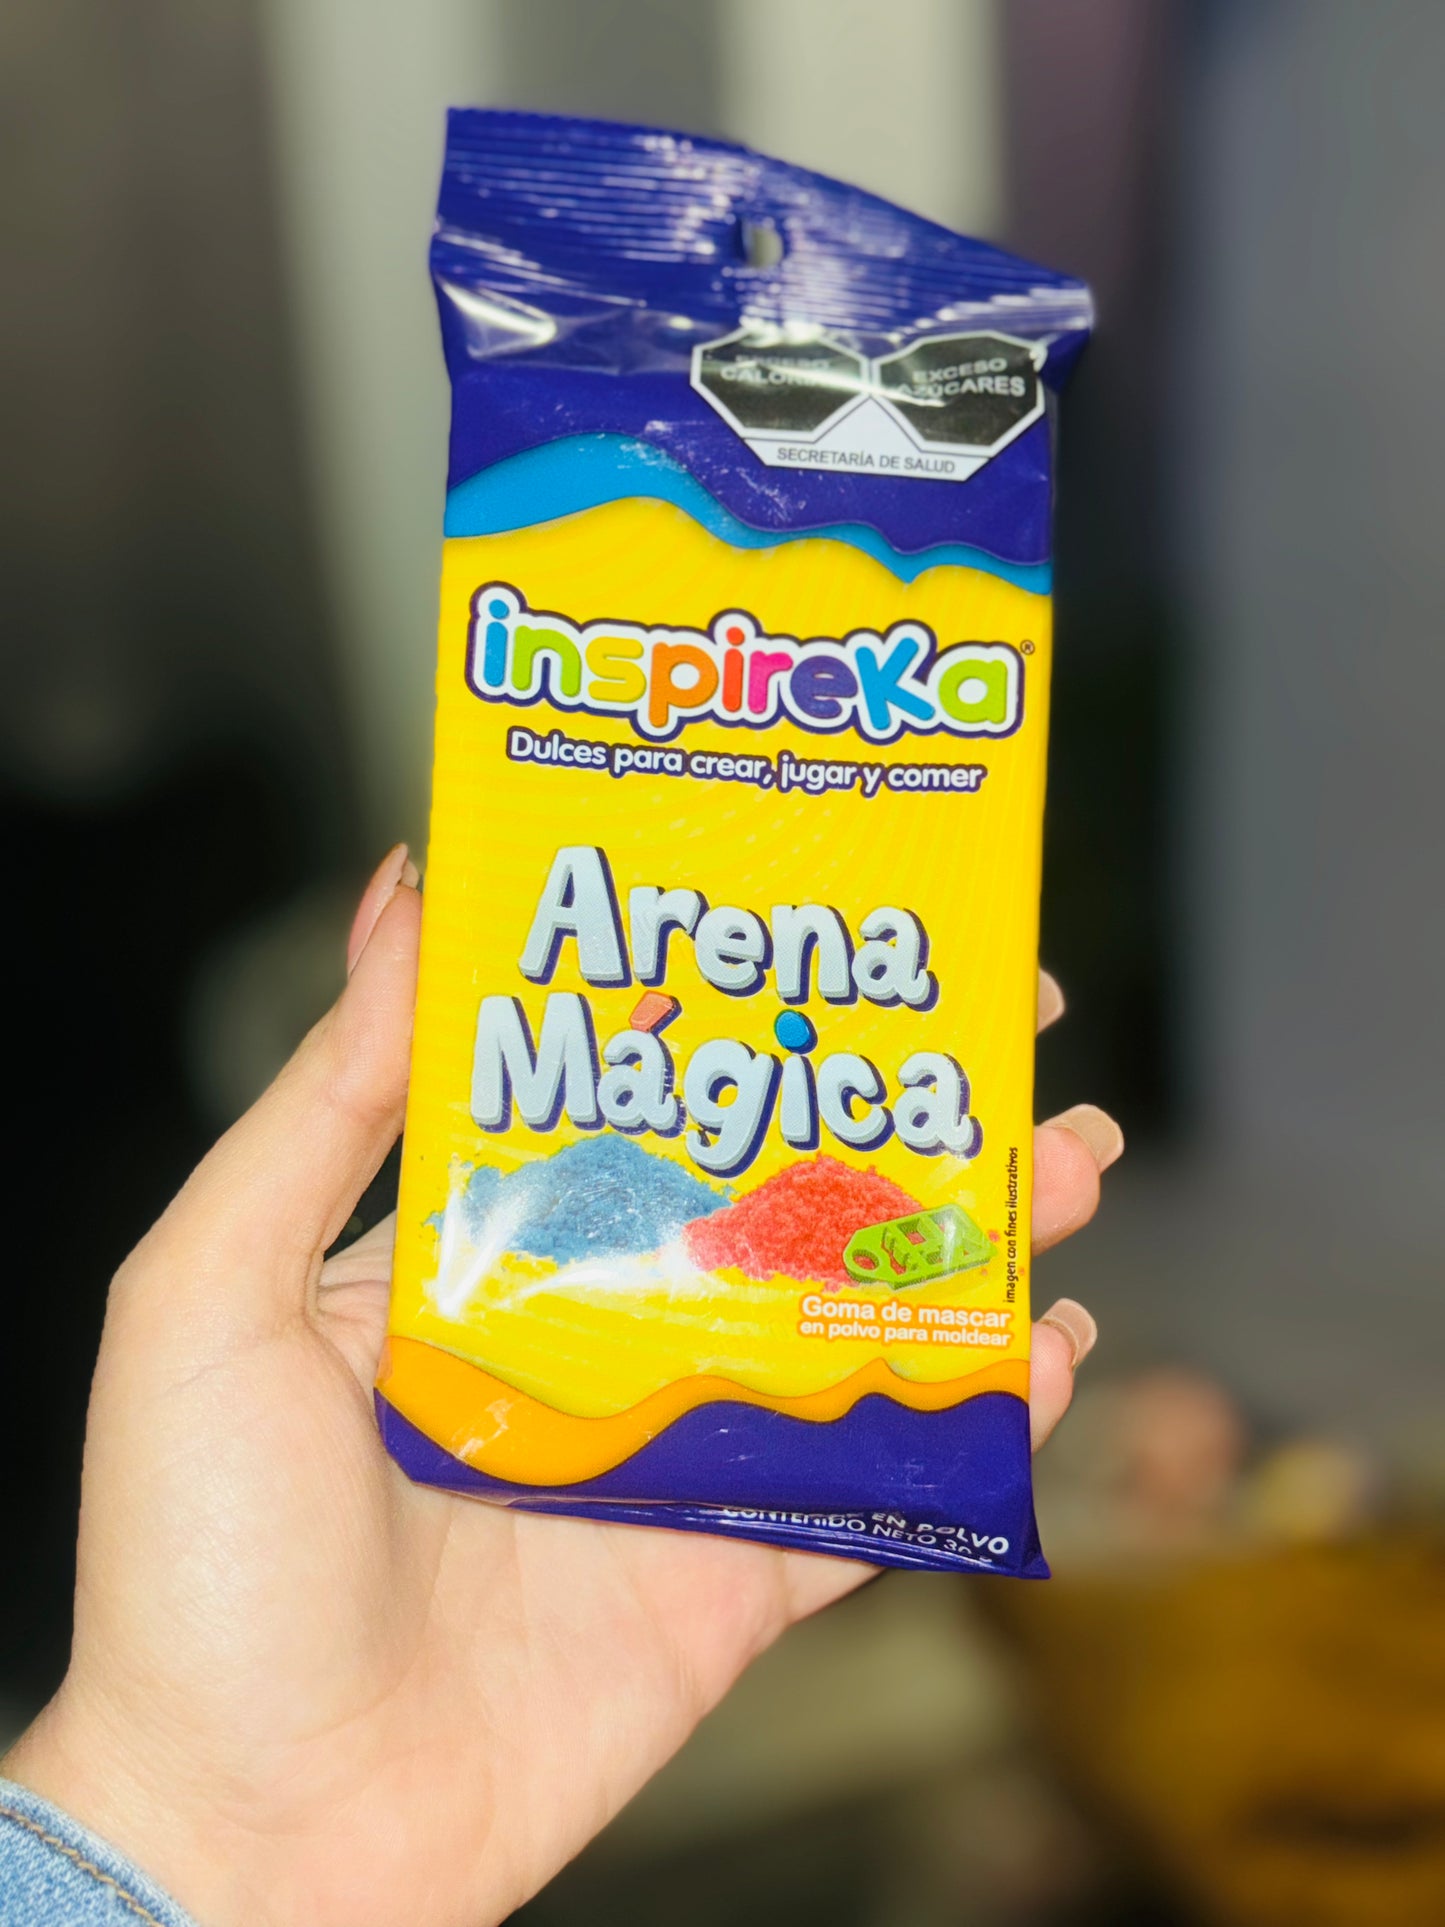 EXCESO
CALORÍAS
EXCESO
AZÚCARES
SECRETARÍA DE SALUD
inspireKa®
Dulces para crear, jugar y comer
Arena
Mágica
imagen con fines ilustrativos
Goma de mascar
en polvo para moldear
EN POLVO
CONTENIDO NETO 30 g